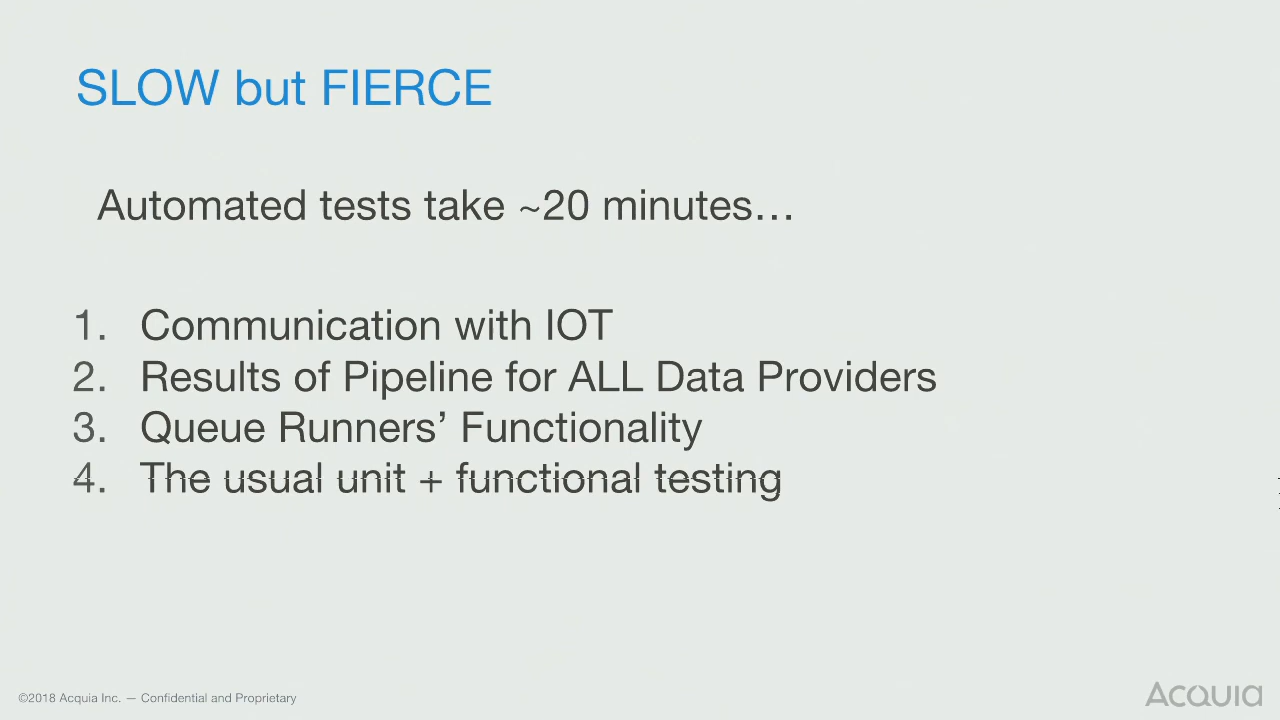 SLOW but FIERCE
Automated tests take ~20 minutes…
1. Communication with IOT
2. Results of Pipeline for ALL Data Providers
3. Queue Runners’ Functionality
4. The usual unit + functional testing
©2018 Acquia Inc. — Confidential and Proprietary
Acquia